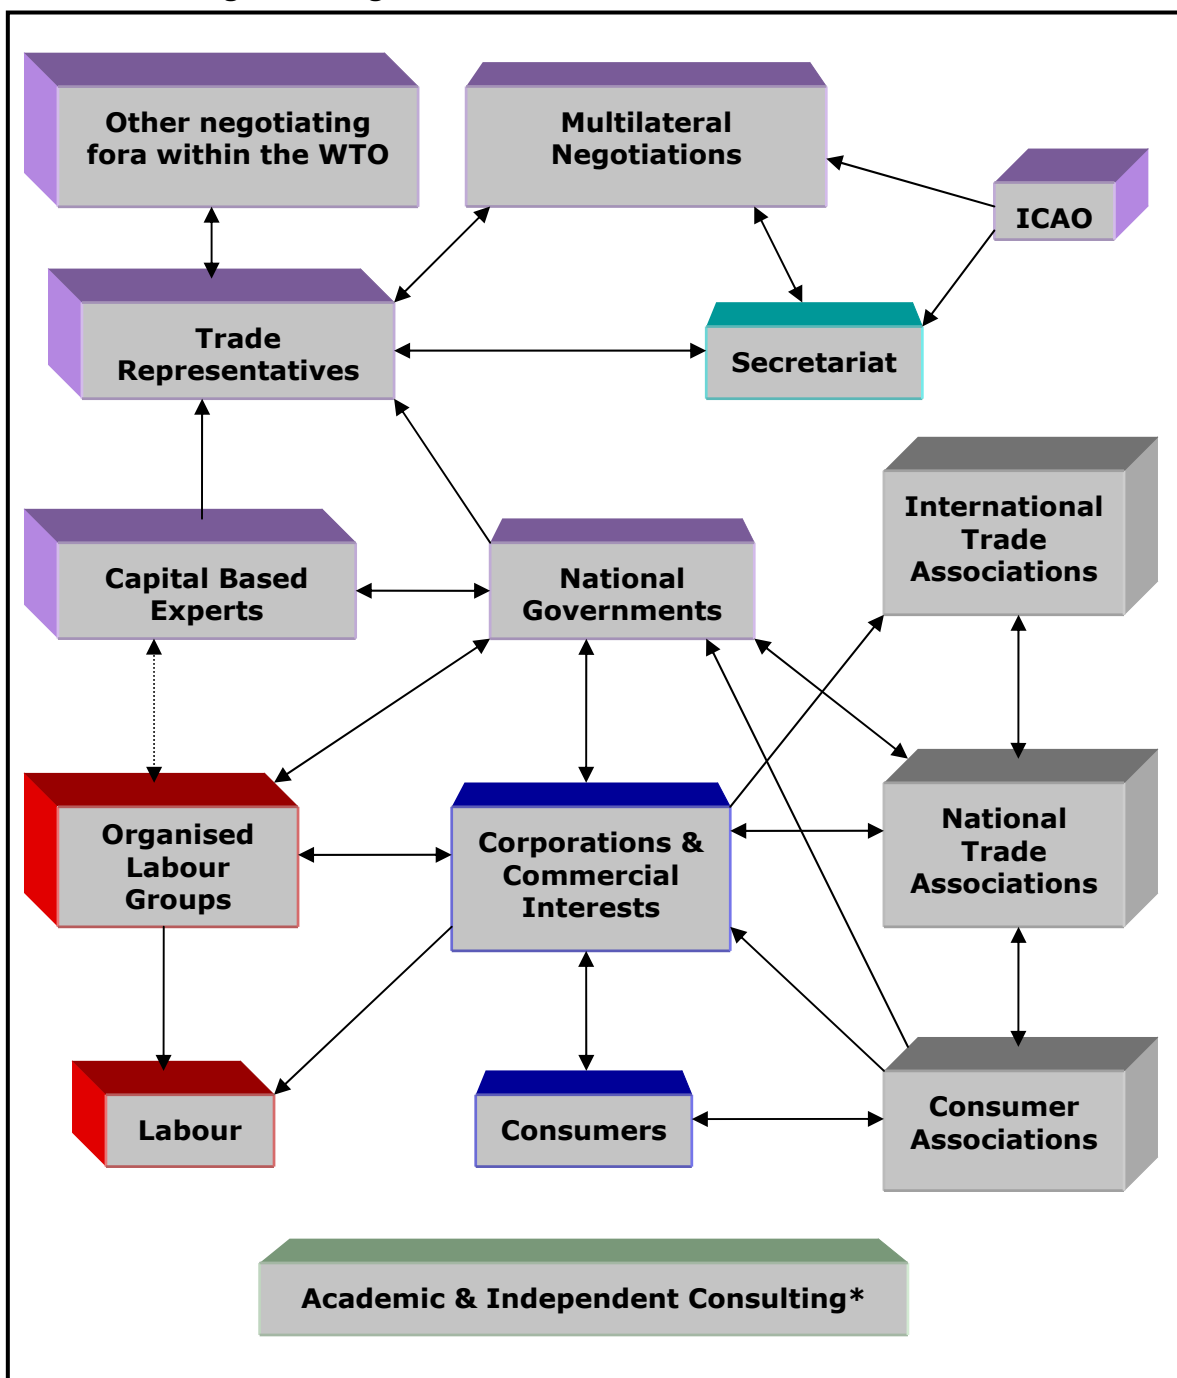 Other negotiating
fora within the WTO
Multilateral
Negotiations
ICAO
Trade
Representatives
Secretariat
International
Trade
Associations
Capital Based
Experts
National
Governments
National
Trade
Associations
Organised
Labour
Groups
Corporations &
Commercial
Interests
Labour
Consumers
Consumer
Associations
Academic & Independent Consulting*